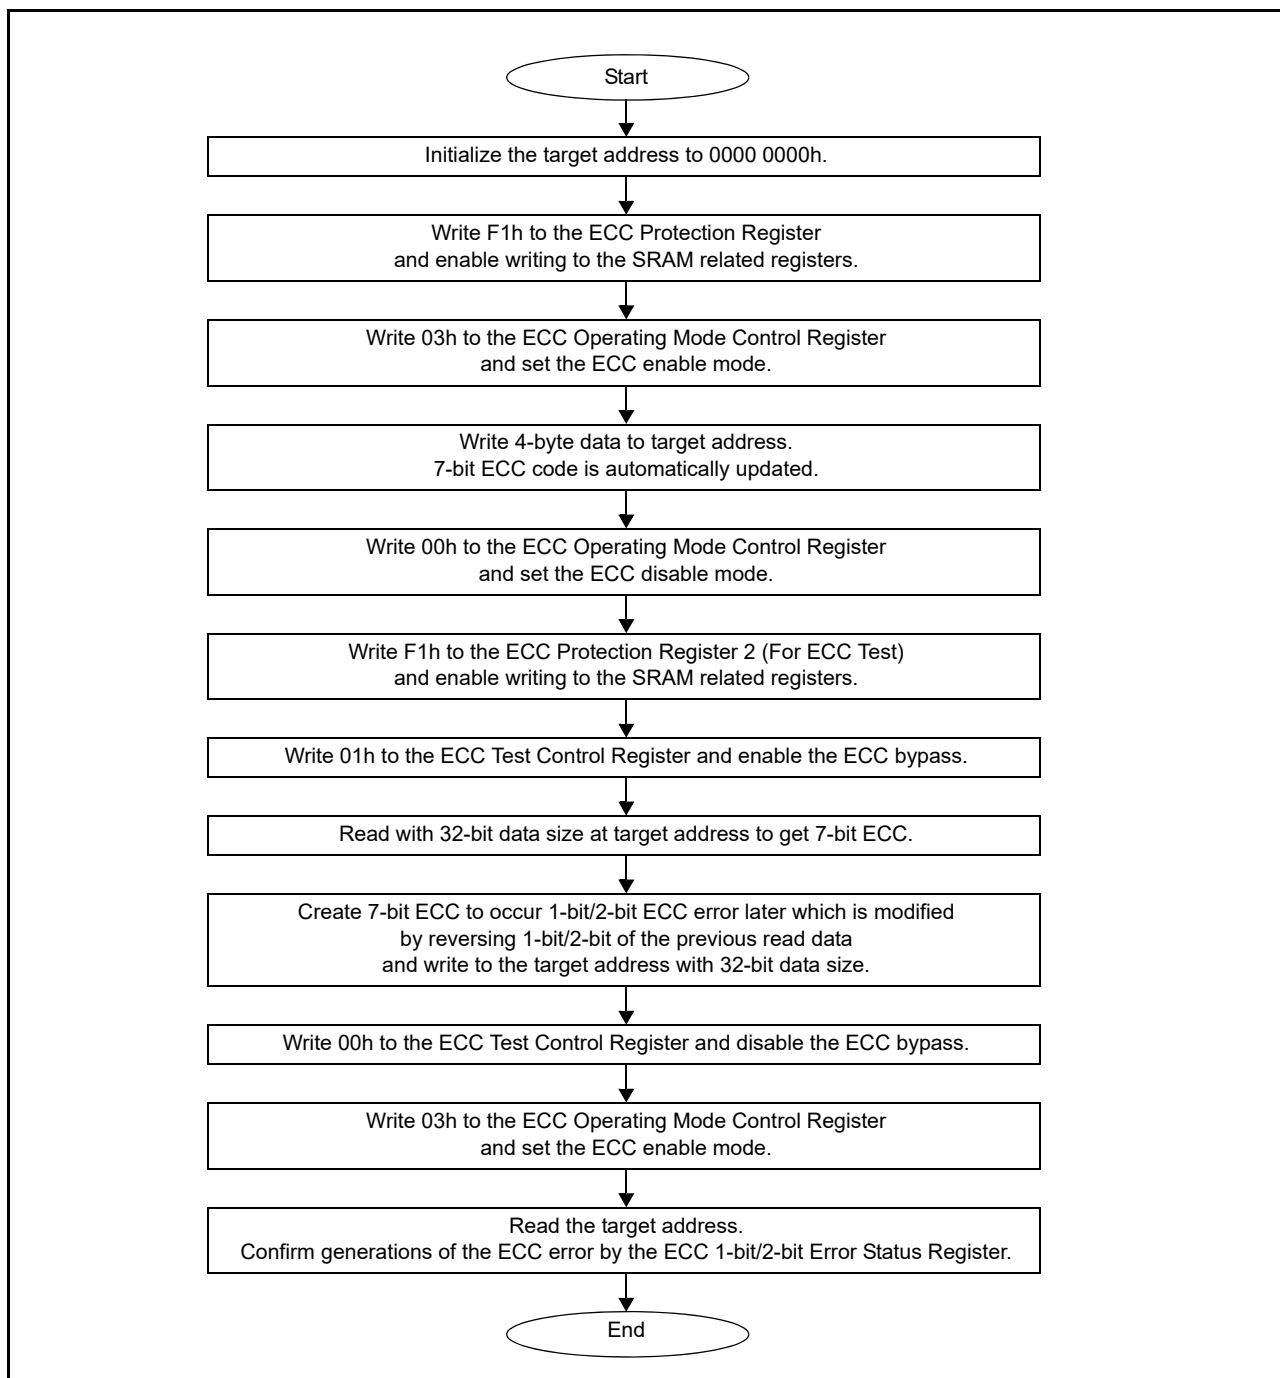 Start
Initialize the target address to 0000 0000h.
Write F1h to the ECC Protection Register
and enable writing to the SRAM related registers.
Write 03h to the ECC Operating Mode Control Register
and set the ECC enable mode.
Write 4-byte data to target address.
7-bit ECC code is automatically updated.
Write 00h to the ECC Operating Mode Control Register
and set the ECC disable mode.
Write F1h to the ECC Protection Register 2 (For ECC Test)
and enable writing to the SRAM related registers.
Write 01h to the ECC Test Control Register and enable the ECC bypass.
Read with 32-bit data size at target address to get 7-bit ECC.
Create 7-bit ECC to occur 1-bit/2-bit ECC error later which is modified
by reversing 1-bit/2-bit of the previous read data
and write to the target address with 32-bit data size.
Write 00h to the ECC Test Control Register and disable the ECC bypass.
Write 03h to the ECC Operating Mode Control Register
and set the ECC enable mode.
Read the target address.
Confirm generations of the ECC error by the ECC 1-bit/2-bit Error Status Register.
End